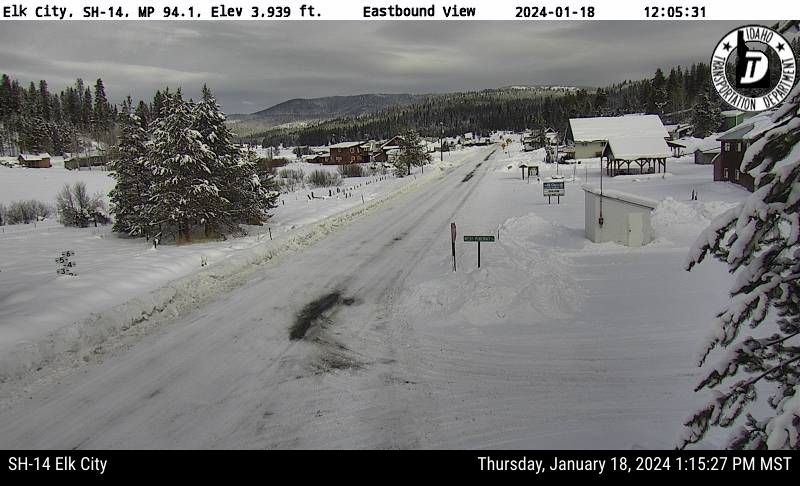 Elk City, SH-14, MP 94.1, Elev 3,939 ft. Eastbound View 2024-01-18 12:05:31
IDAHO
TRANSPORTATION DEPARTMENT
SH-14 Elk City Thursday, January 18, 2024 1:15:27 PM MST